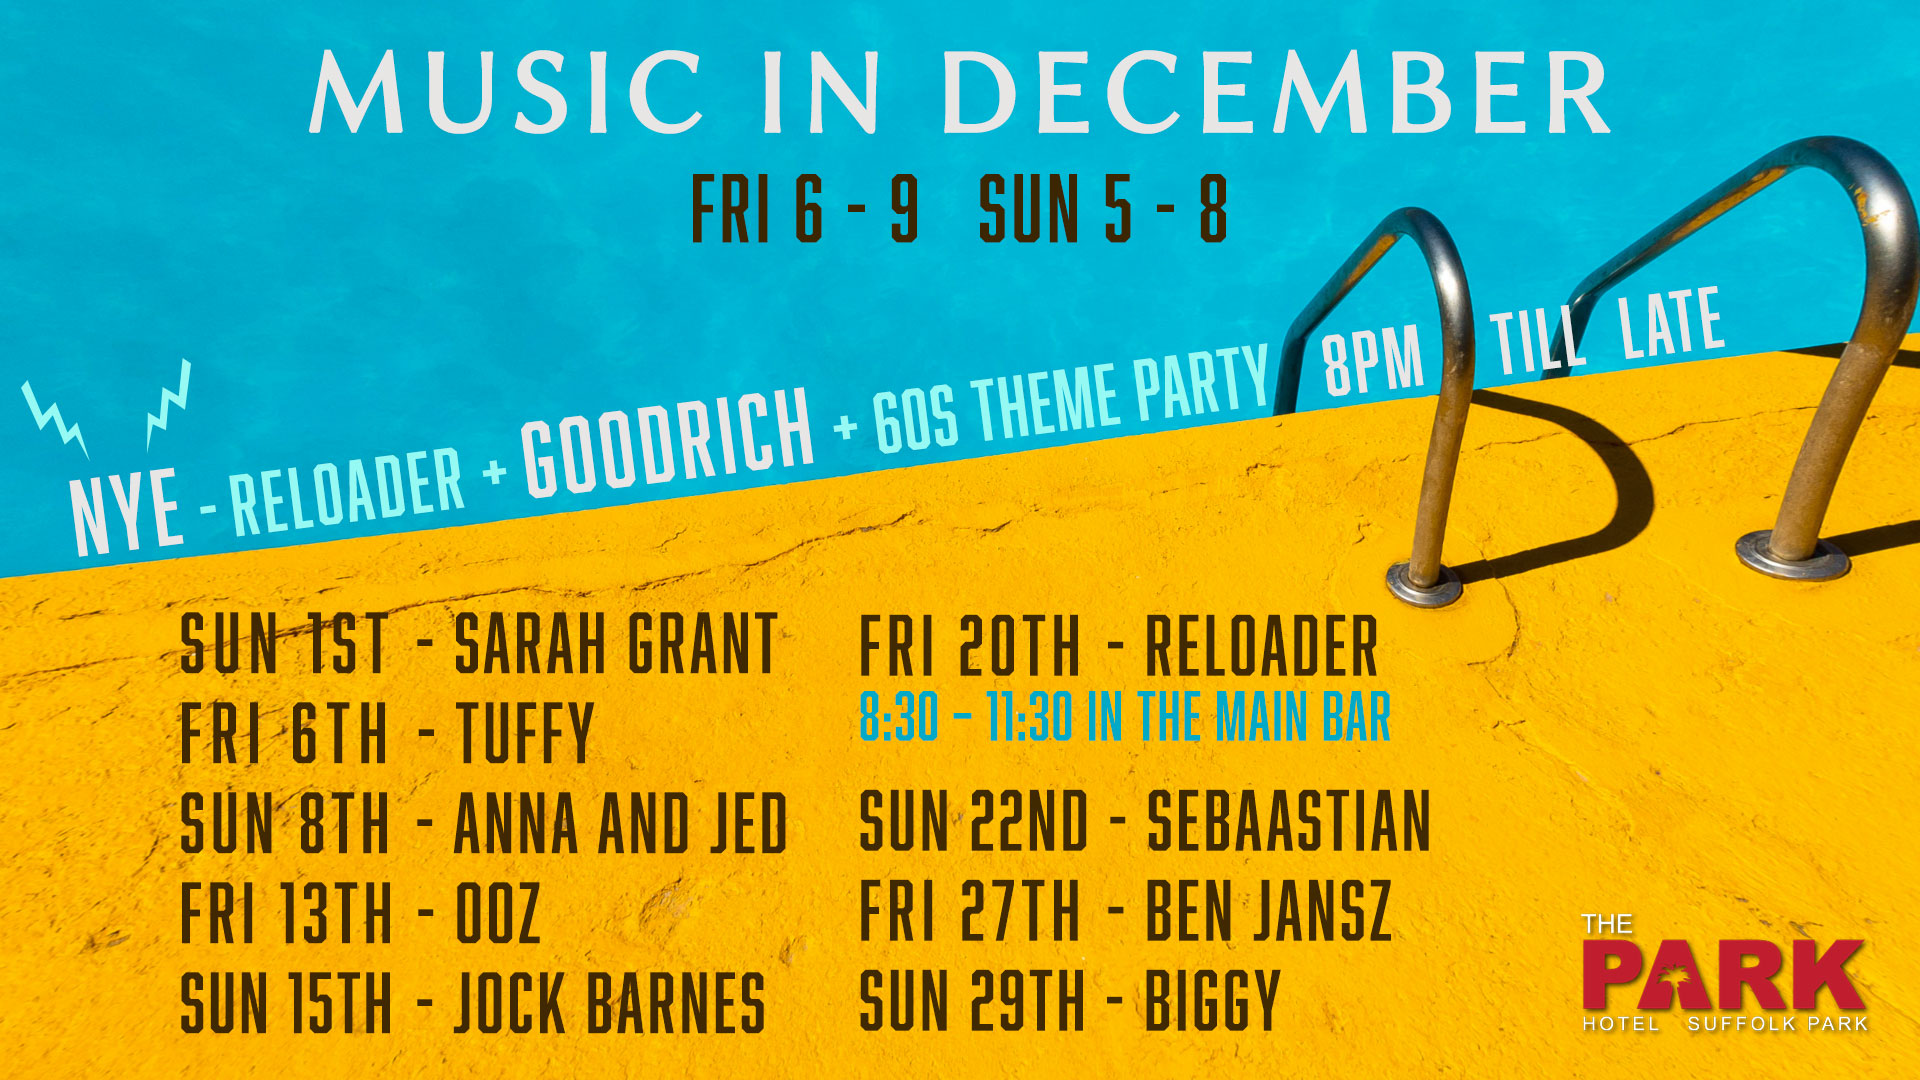 MUSIC IN DECEMBER
FRI 6 - 9 SUN 5 - 8
NYE - RELOADER + GOODRICH + 60S THEME PARTY 8PM TILL LATE
SUN 1ST - SARAH GRANT
FRI 6TH - TUFFY
SUN 8TH - ANNA AND JED
FRI 13TH - OOZ
SUN 15TH - JOCK BARNES
FRI 20TH - RELOADER
8:30 – 11:30 IN THE MAIN BAR
SUN 22ND - SEBAASTIAN
FRI 27TH - BEN JANSZ
SUN 29TH - BIGGY
THE
PARK
HOTEL SUFFOLK PARK